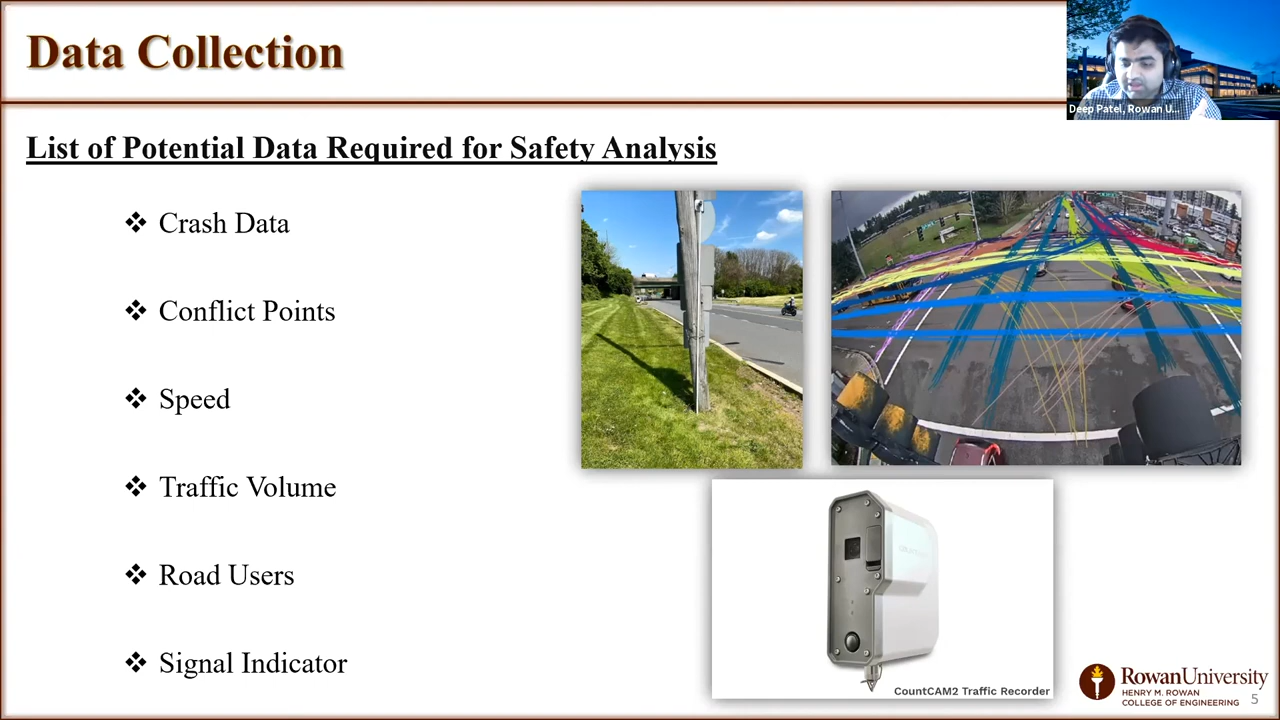 Data Collection
Deep Patel, Rowan U...
List of Potential Data Required for Safety Analysis
Crash Data
Conflict Points
Speed
Traffic Volume
Road Users
Signal Indicator
CountCAM2 Traffic Recorder
RowanUniversity
HENRY M. ROWAN
COLLEGE OF ENGINEERING
5